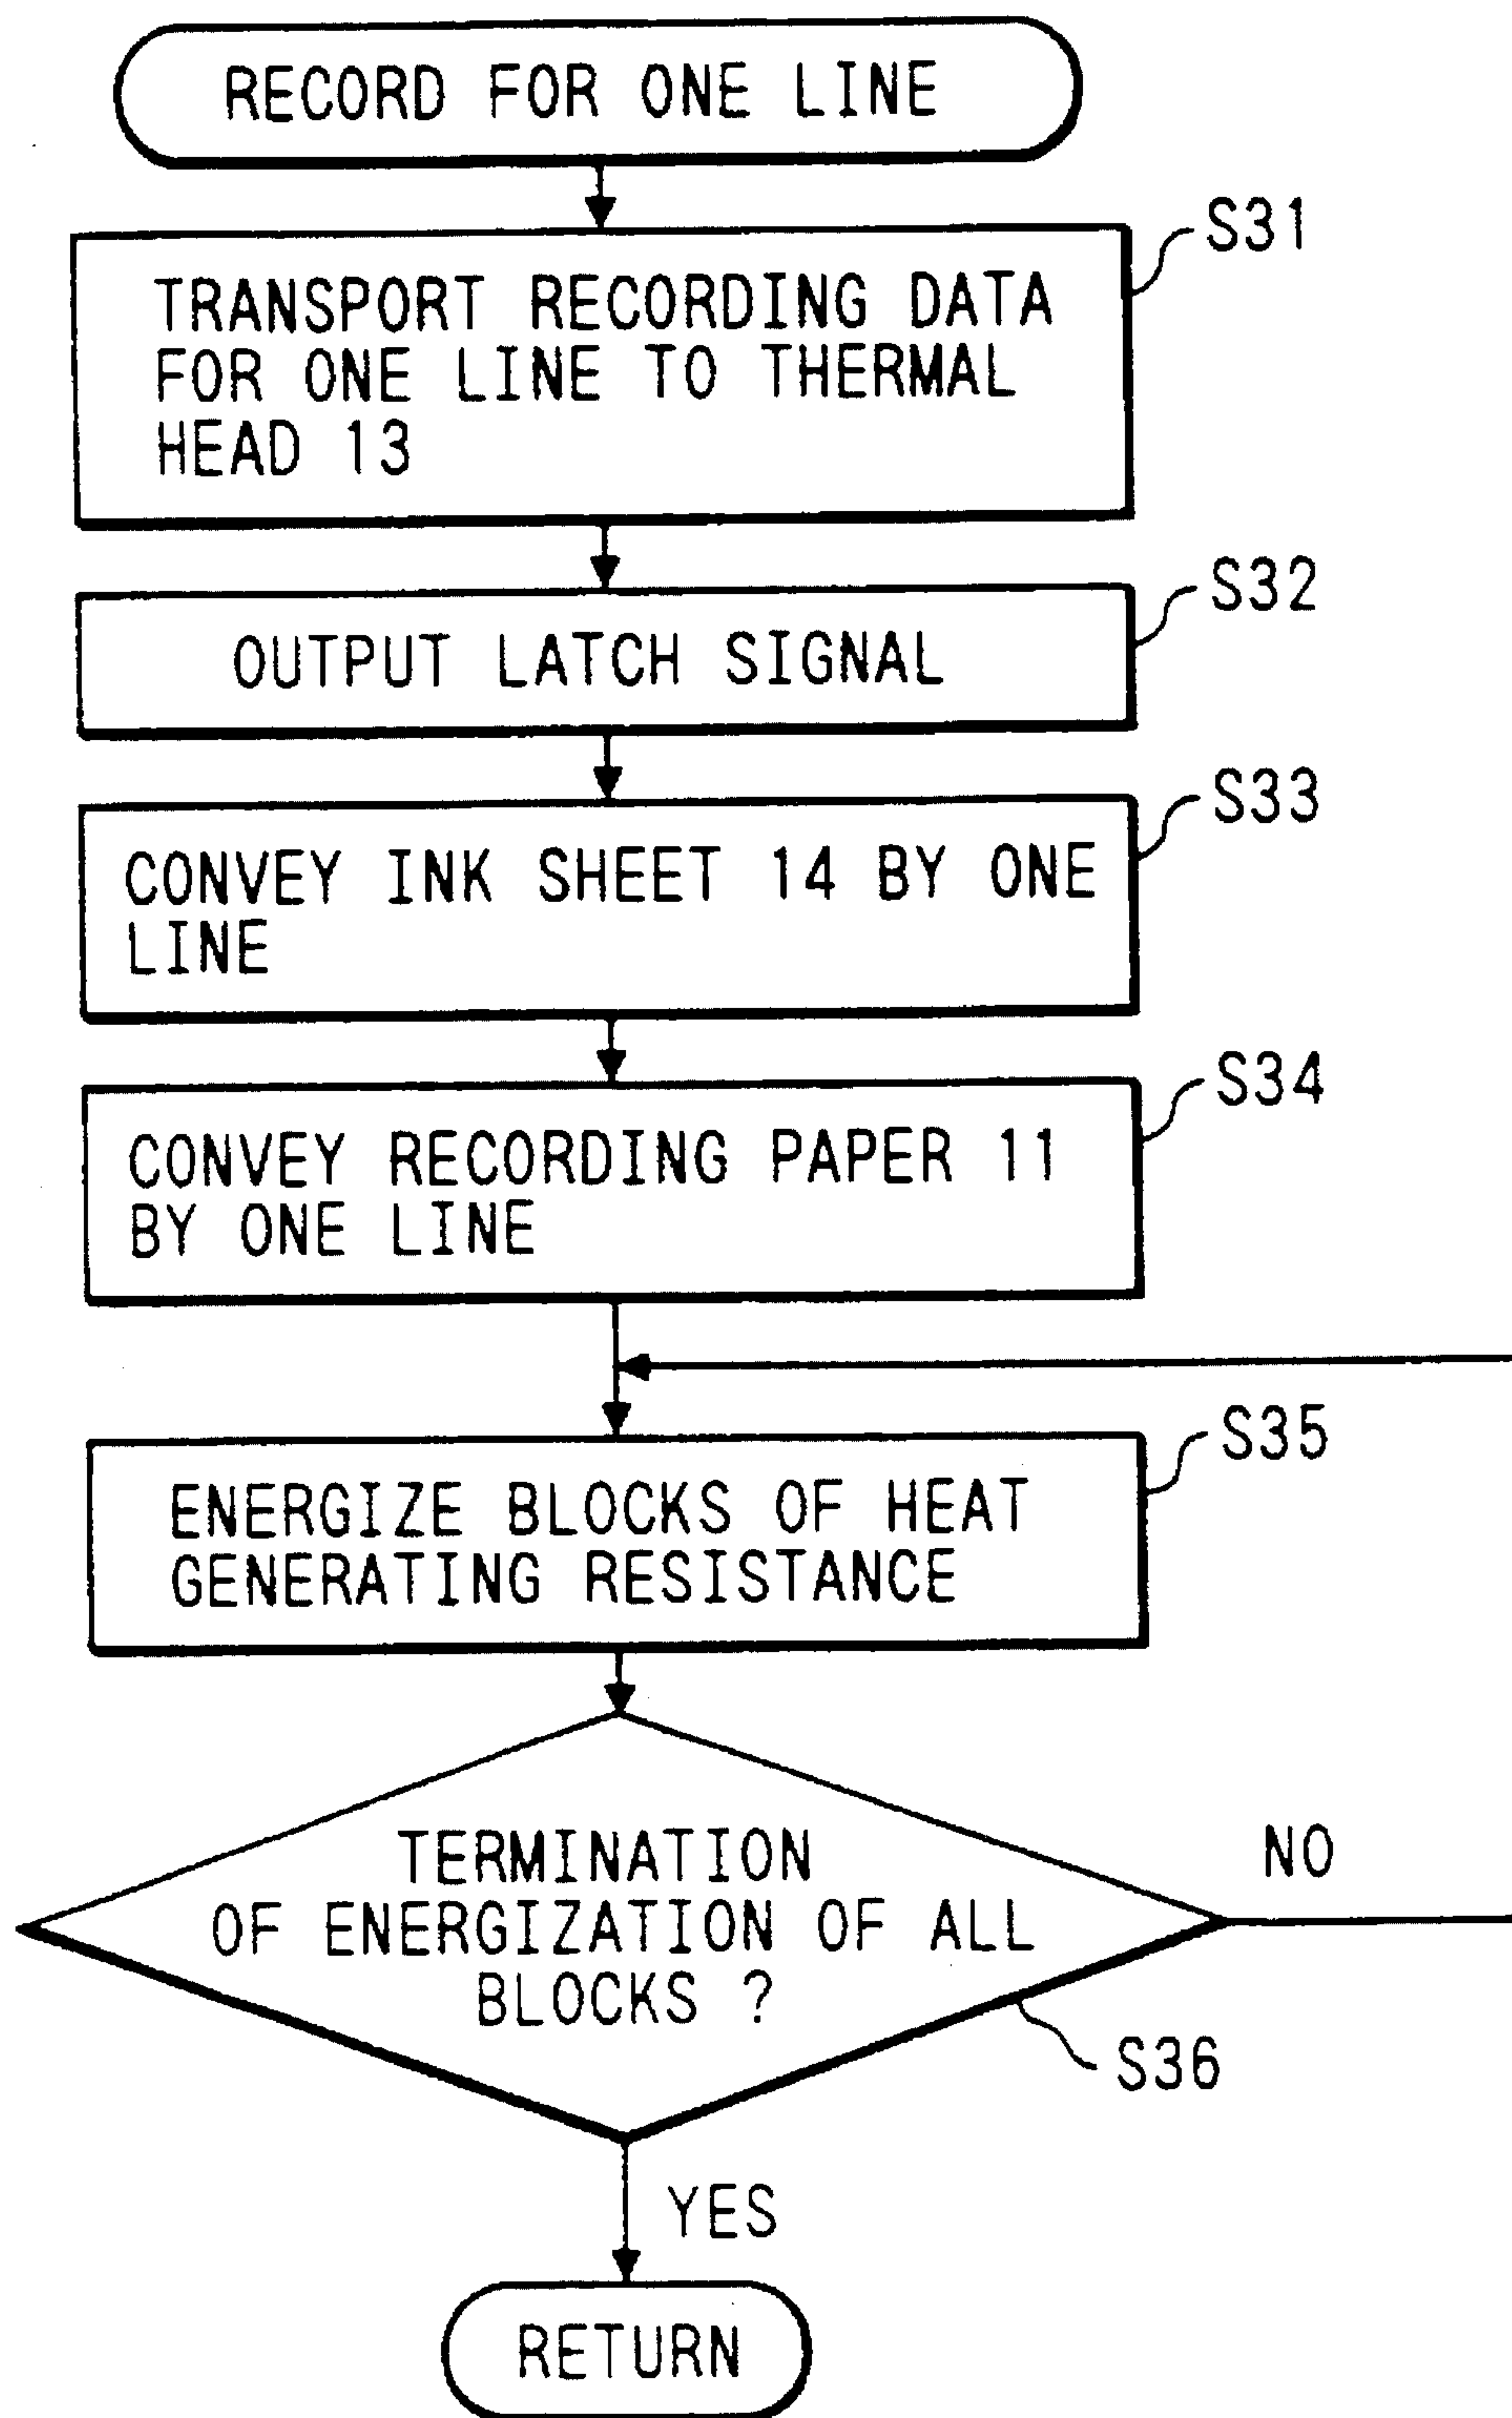 RECORD FOR ONE LINE
S31
TRANSPORT RECORDING DATA
FOR ONE LINE TO THERMAL
HEAD 13
S32
OUTPUT LATCH SIGNAL
S33
CONVEY INK SHEET 14 BY ONE
LINE
S34
CONVEY RECORDING PAPER 11
BY ONE LINE
S35
ENERGIZE BLOCKS OF HEAT
GENERATING RESISTANCE
TERMINATION
OF ENERGIZATION OF ALL
BLOCKS ?
NO
S36
YES
RETURN